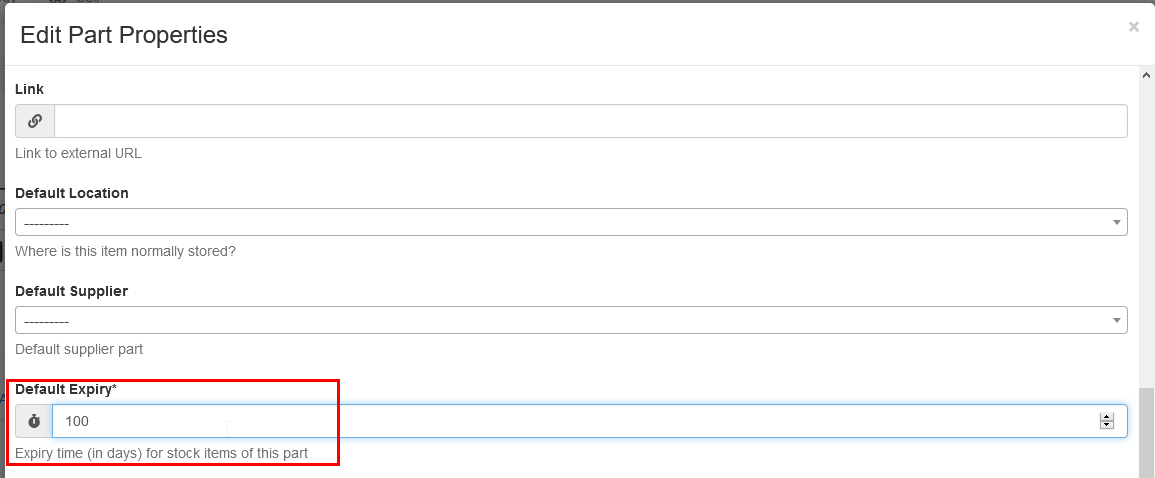 Edit Part Properties
×
Link
Link to external URL
Default Location
---------
Where is this item normally stored?
Default Supplier
---------
Default supplier part
Default Expiry*
100
Expiry time (in days) for stock items of this part